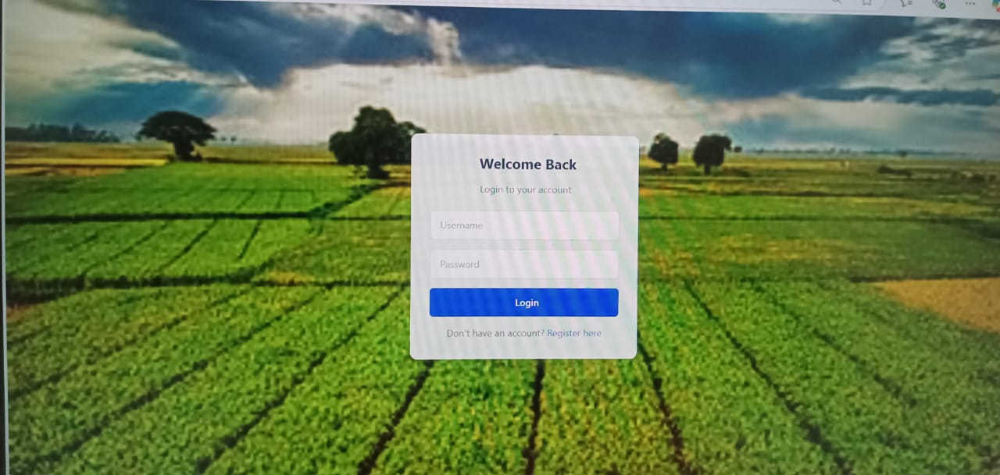 Welcome Back
Login to your account
Username
Password
Login
Don't have an account? Register here